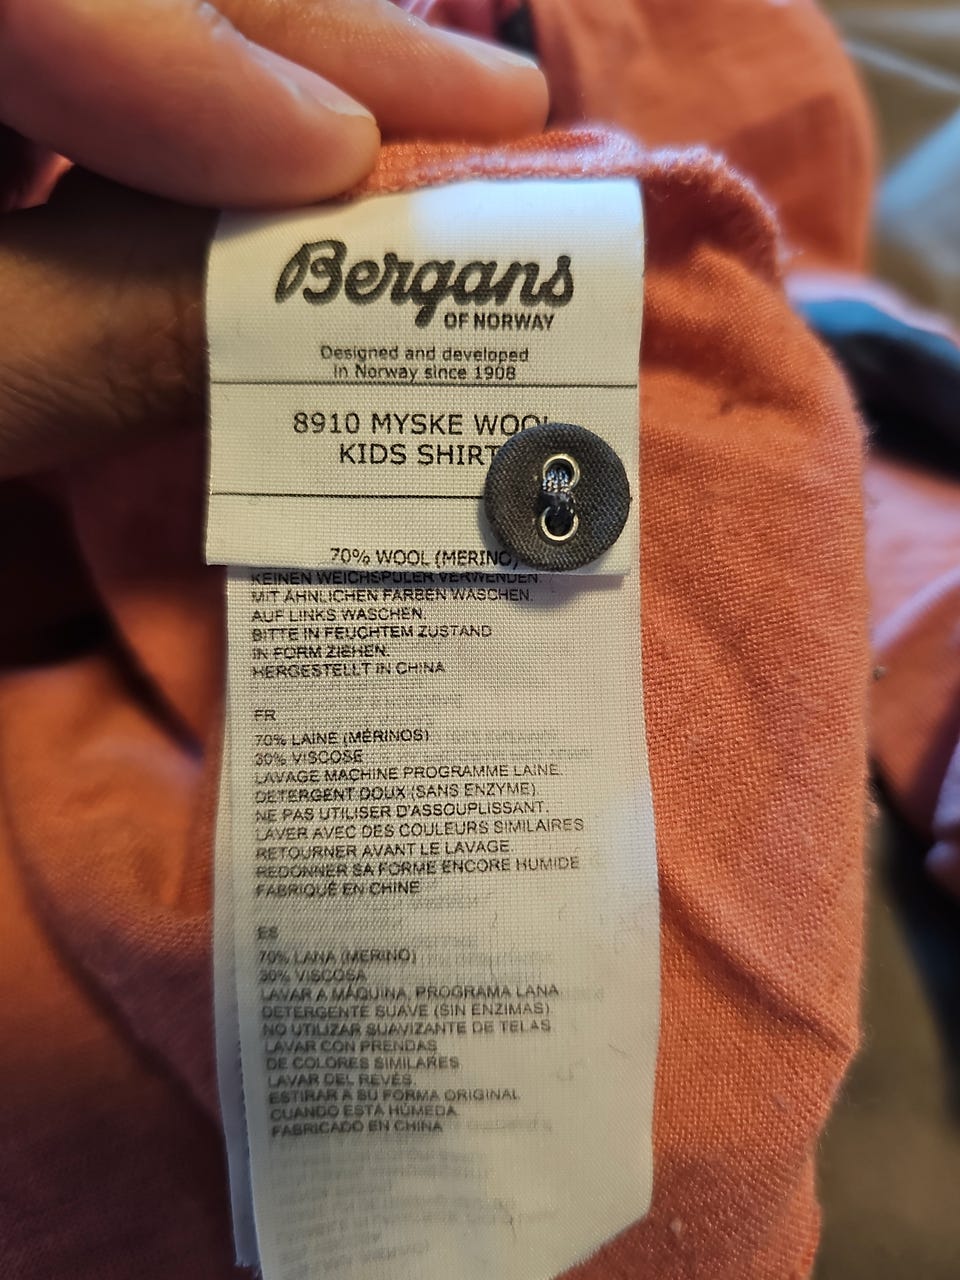 Bergans
OF NORWAY
Designed and developed
in Norway since 1908
8910 MYSKE WOOL
KIDS SHIRT
70% WOOL (MERINO)
KEINEN WEICHSPÜLER VERWENDEN.
MIT ÄHNLICHEN FARBEN WASCHEN.
AUF LINKS WASCHEN.
BITTE IN FEUCHTEM ZUSTAND
IN FORM ZIEHEN.
HERGESTELLT IN CHINA
FR
70% LAINE (MÉRINOS)
30% VISCOSE
LAVAGE MACHINE PROGRAMME LAINE.
DÉTERGENT DOUX (SANS ENZYME).
NE PAS UTILISER D'ASSOUPLISSANT.
LAVER AVEC DES COULEURS SIMILAIRES
RETOURNER AVANT LE LAVAGE.
REDONNER SA FORME ENCORE HUMIDE
FABRIQUÉ EN CHINE
ES
70% LANA (MERINO)
30% VISCOSA
LAVAR A MÁQUINA, PROGRAMA LANA
DETERGENTE SUAVE (SIN ENZIMAS)
NO UTILIZAR SUAVIZANTE DE TELAS
LAVAR CON PRENDAS
DE COLORES SIMILARES
LAVAR DEL REVÉS.
ESTIRAR A SU FORMA ORIGINAL
CUANDO ESTÁ HÚMEDA
FABRICADO EN CHINA